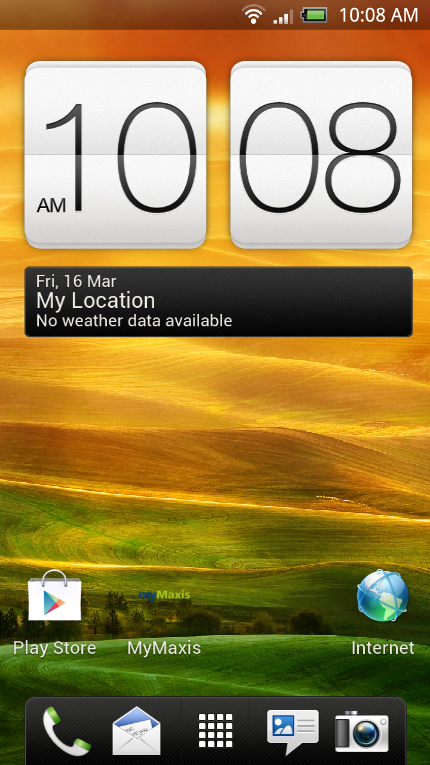 10:08 AM
AM 10 08
Fri, 16 Mar
My Location
No weather data available
myMaxis
Play Store MyMaxis Internet